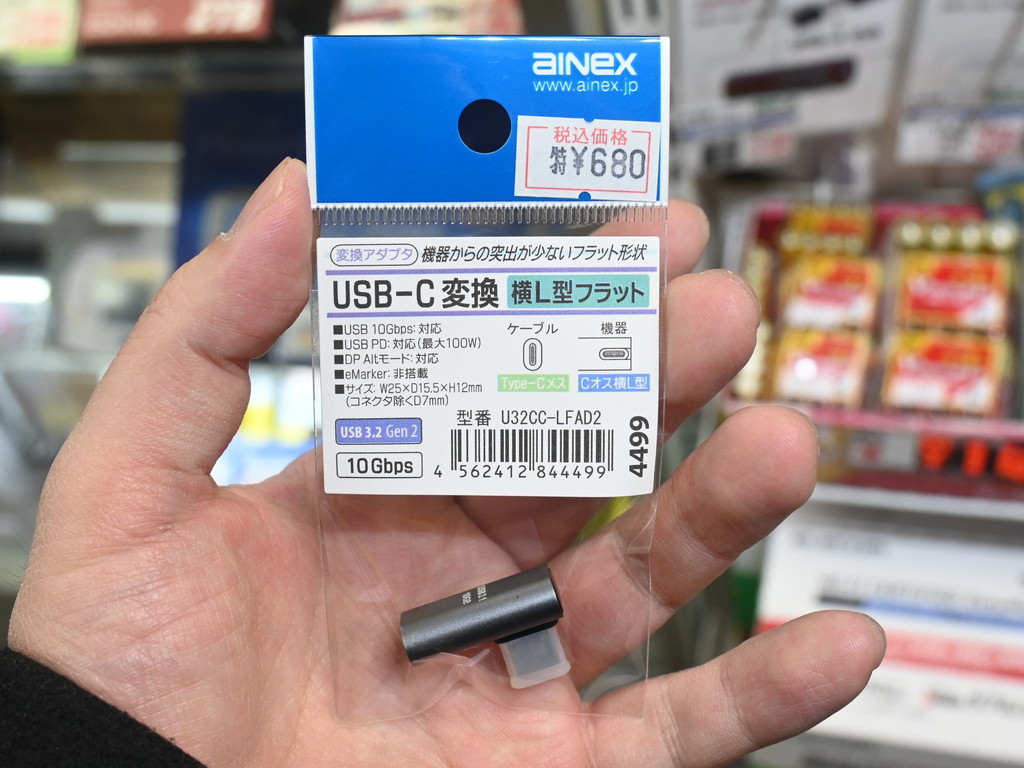 AINEX
www.ainex.jp
税込価格
特¥680
変換アダプタ 機器からの突出が少ないフラット形状
USB-C変換 横L型フラット
■USB 10Gbps: 対応
■USB PD: 対応(最大100W)
■DP Altモード: 対応
■eMarker: 非搭載
■サイズ: W25×D15.5×H12mm
(コネクタ除くD7mm)
ケーブル
機器
Type-Cメス
Cオス横L型
USB 3.2 Gen 2
10Gbps
型番 U32CC-LFAD2
4 562412 844499
4499